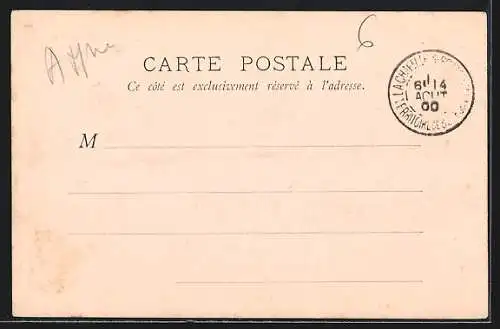 6
CARTE POSTALE
Ce côté est exclusivement réservé à l'adresse.
14
AOUT
00
M